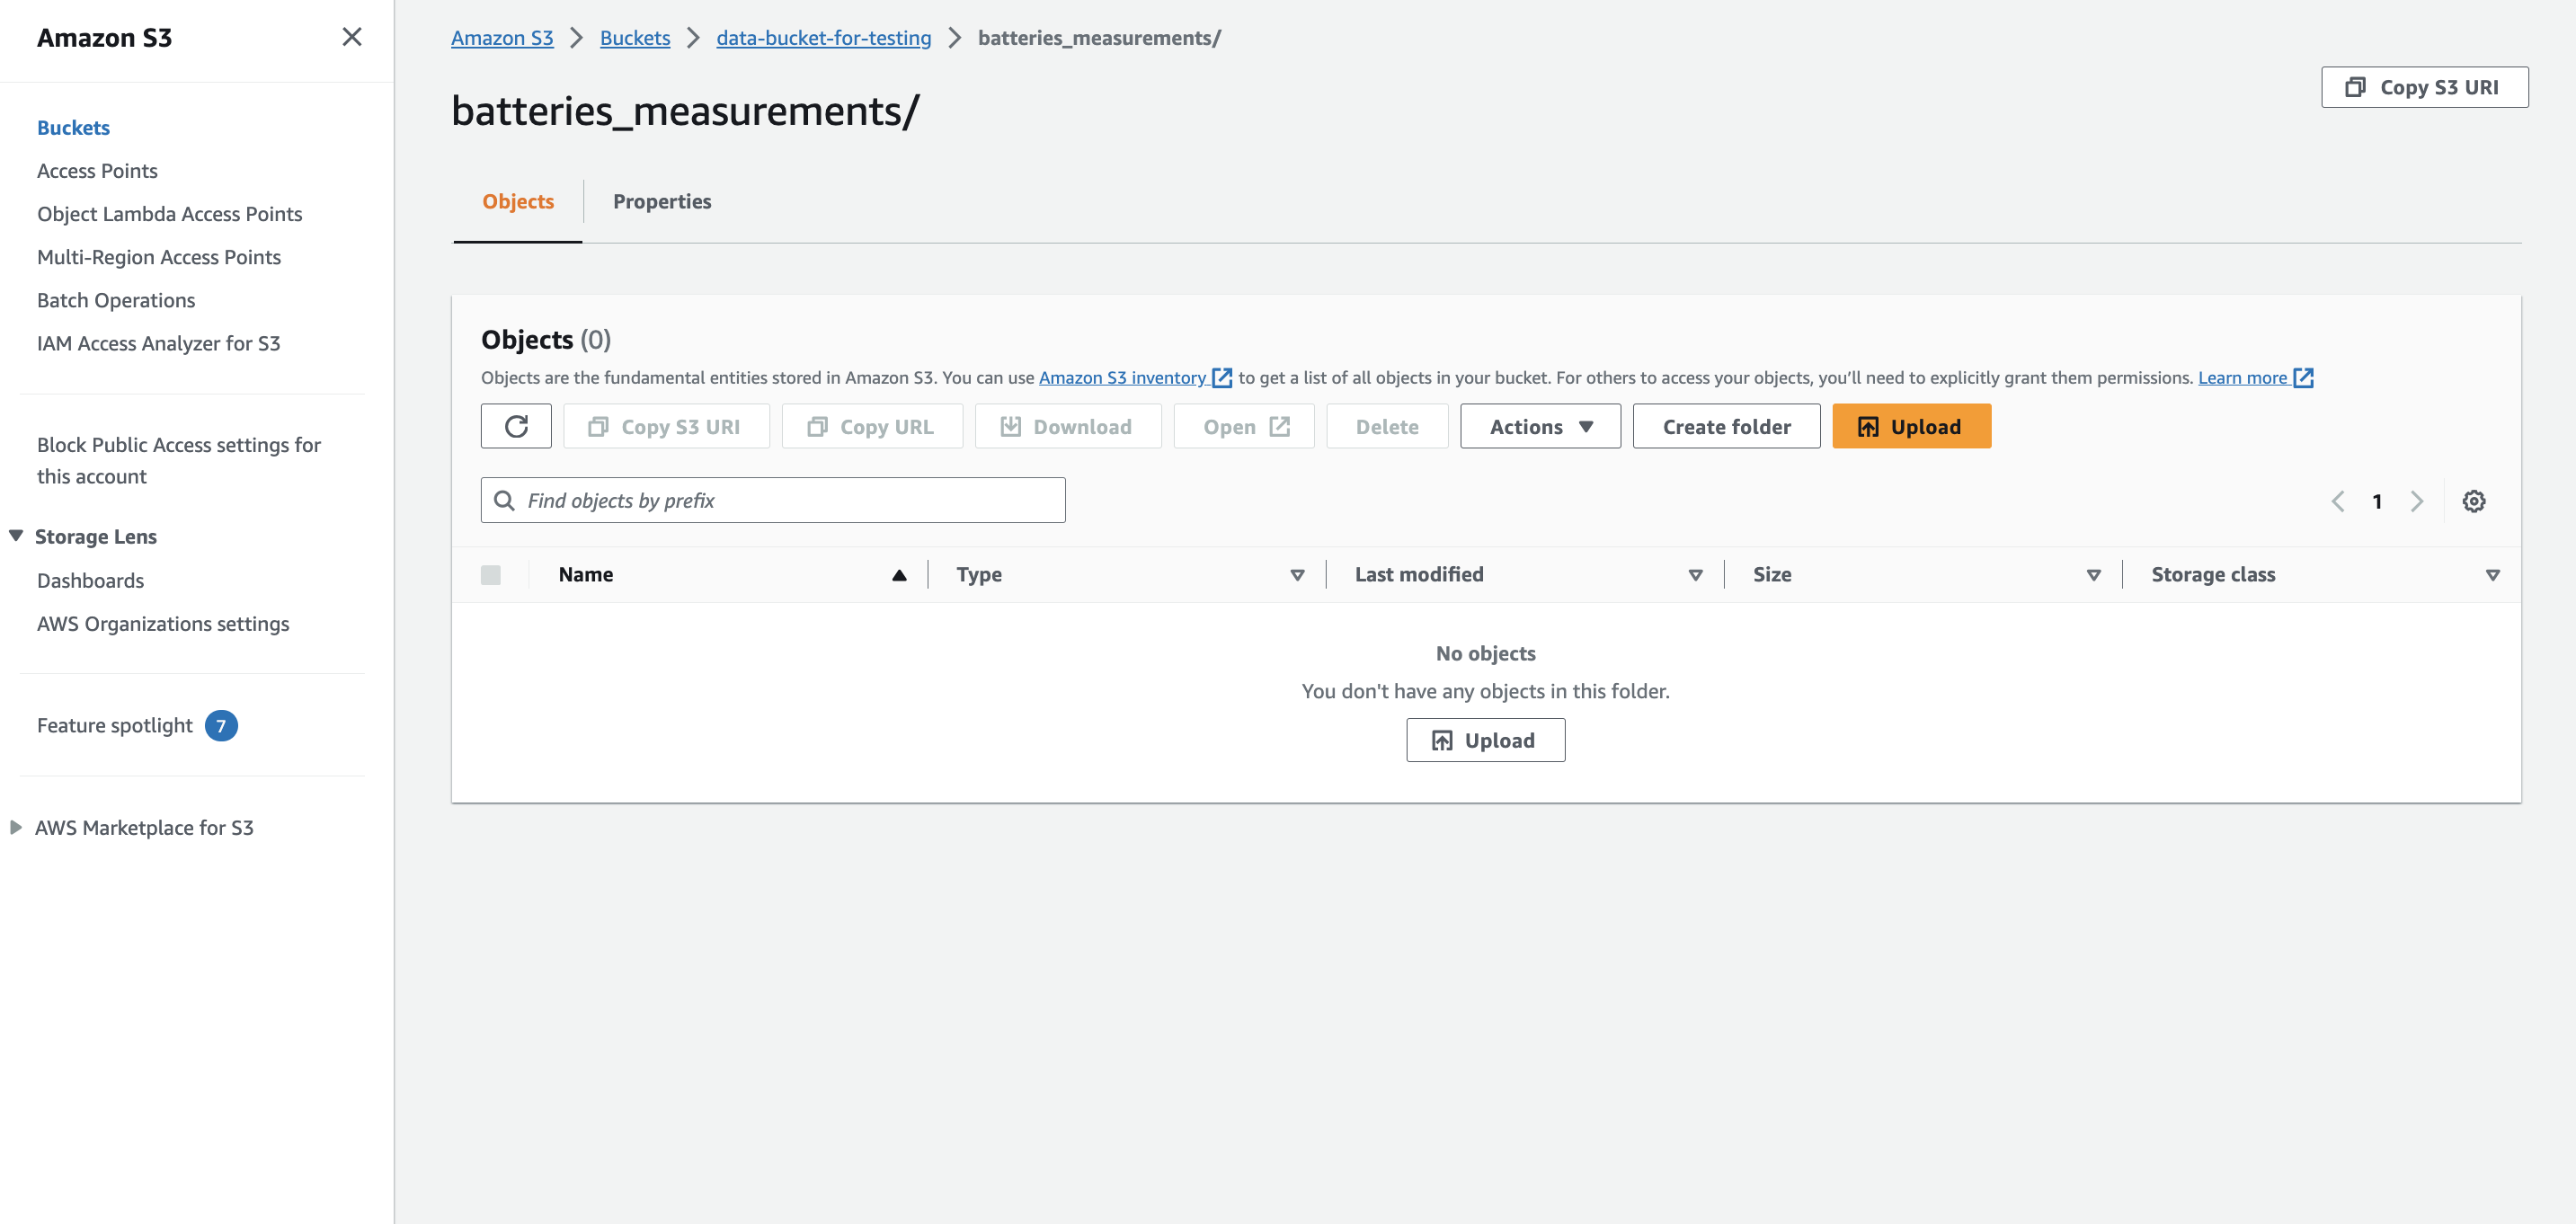 Amazon S3
Buckets
Access Points
Object Lambda Access Points
Multi-Region Access Points
Batch Operations
IAM Access Analyzer for S3
Block Public Access settings for
this account
Storage Lens
Dashboards
AWS Organizations settings
Feature spotlight 7
AWS Marketplace for S3
Amazon S3 Buckets data-bucket-for-testing batteries_measurements/
batteries_measurements/
Copy S3 URI
Objects Properties
Objects (0)
Objects are the fundamental entities stored in Amazon S3. You can use Amazon S3 inventory to get a list of all objects in your bucket. For others to access your objects, you’ll need to explicitly grant them permissions. Learn more
Copy S3 URI Copy URL Download Open Delete Actions Create folder Upload
Find objects by prefix 1
Name Type Last modified Size Storage class
No objects
You don't have any objects in this folder.
Upload